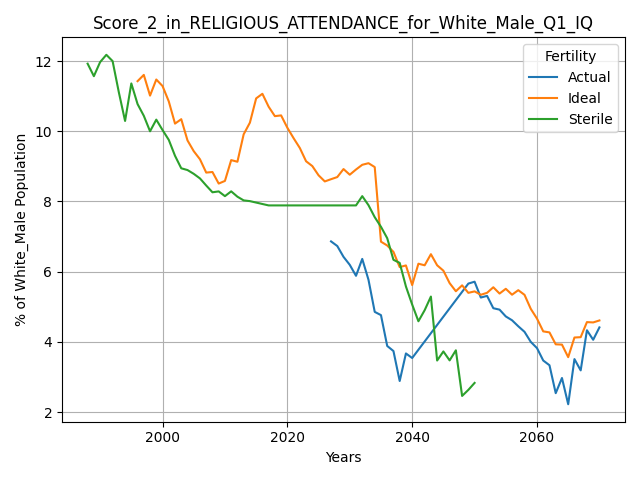 Score_2_in_RELIGIOUS_ATTENDANCE_for_White_Male_Q1_IQ
Fertility
Actual
Ideal
Sterile
% of White_Male Population
12
10
8
6
4
2
2000
2020
2040
2060
Years